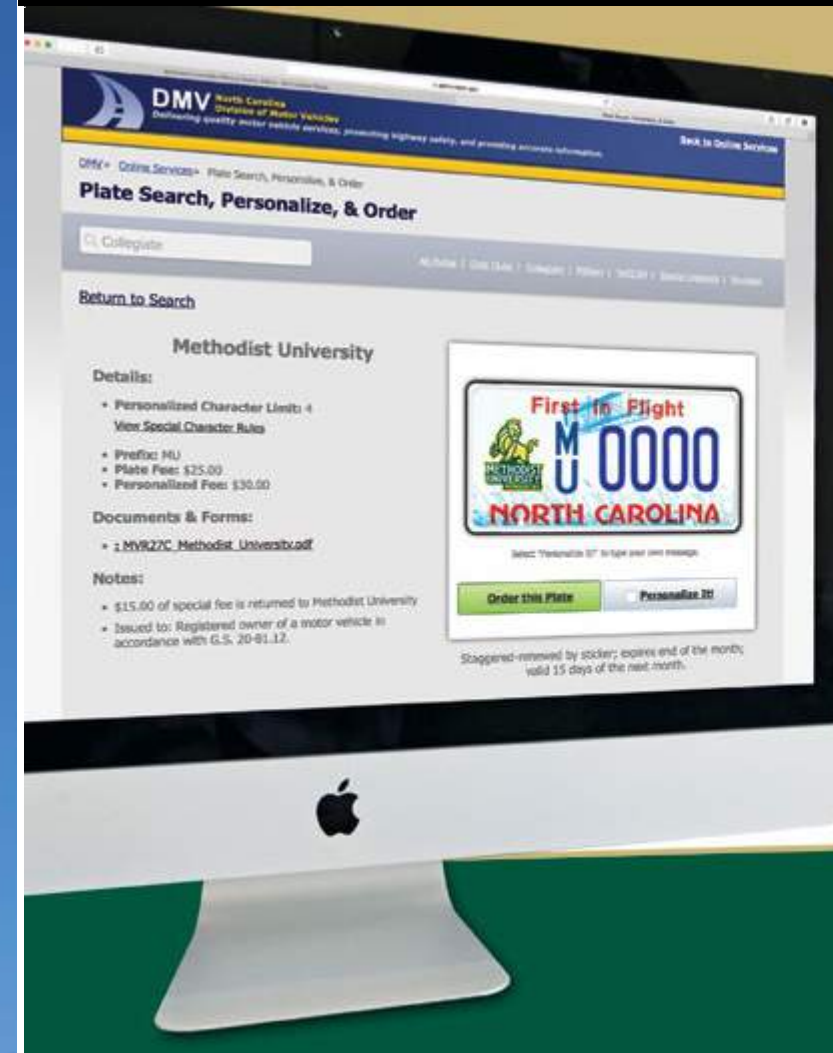 DMV North Carolina
Division of Motor Vehicles
Delivering quality motor vehicle services, promoting highway safety, and providing accurate information.
Back to Online Services
DMV» Online Services» Plate Search, Personalize, & Order
Plate Search, Personalize, & Order
Collegiate
Return to Search
Methodist University
Details:
• Personalized Character Limit: 4
View Special Character Rules
• Prefix: MU
• Plate Fee: $25.00
• Personalized Fee: $30.00
Documents & Forms:
• : MVR27C_Methodist_University.pdf
Notes:
• $15.00 of special fee is returned to Methodist University
• Issued to: Registered owner of a motor vehicle in
accordance with G.S. 20-81.12.
First in Flight
METHODIST
UNIVERSITY
MU 0000
NORTH CAROLINA
Select "Personalize It!" to type your own message.
Order this Plate
Personalize It!
Staggered-renewed by sticker; expires end of the month;
valid 15 days of the next month.